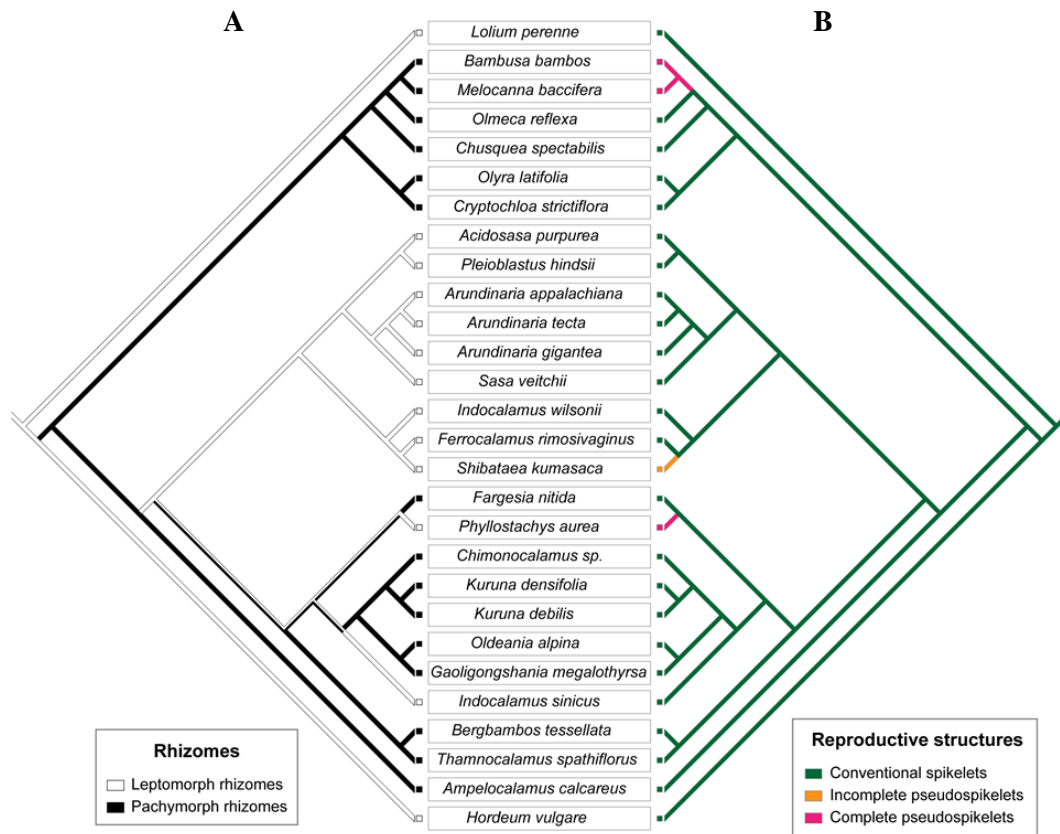 A
B
Lolium perenne
Bambusa bambos
Melocanna baccifera
Olmeca reflexa
Chusquea spectabilis
Olyra latifolia
Cryptochloa strictiflora
Acidosasa purpurea
Pleioblastus hindsii
Arundinaria appalachiana
Arundinaria tecta
Arundinaria gigantea
Sasa veitchii
Indocalamus wilsonii
Ferrocalamus rimosivaginus
Shibataea kumasaca
Fargesia nitida
Phyllostachys aurea
Chimonocalamus sp.
Kuruna densifolia
Kuruna debilis
Oldeania alpina
Gaoligongshania megalothyrsa
Indocalamus sinicus
Bergbambos tessellata
Thamnocalamus spathiflorus
Ampelocalamus calcareus
Hordeum vulgare
Rhizomes
Leptomorph rhizomes
Pachymorph rhizomes
Reproductive structures
Conventional spikelets
Incomplete pseudospikelets
Complete pseudospikelets